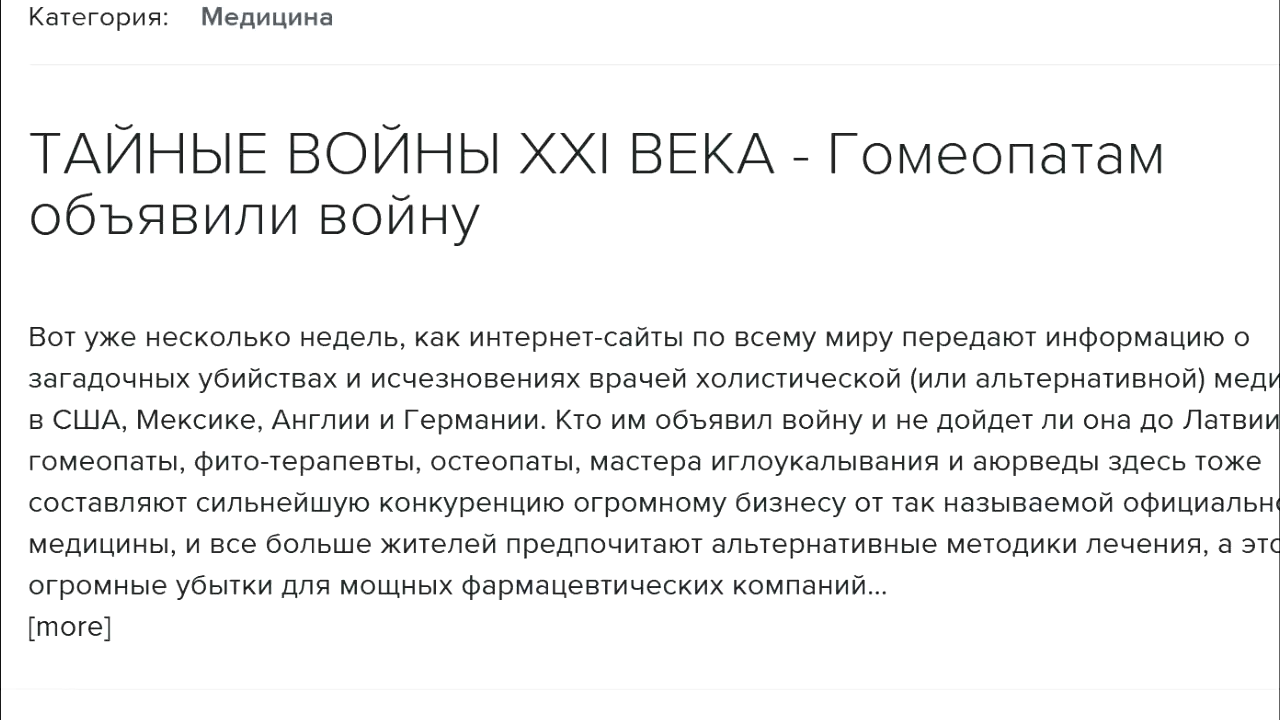 Категория: Медицина
ТАЙНЫЕ ВОЙНЫ XXI ВЕКА - Гомеопатам
объявили войну
Вот уже несколько недель, как интернет-сайты по всему миру передают информацию о
загадочных убийствах и исчезновениях врачей холистической (или альтернативной)
в США, Мексике, Англии и Германии. Кто им объявил войну и не дойдет ли она до Латвии
гомеопаты, фито-терапевты, остеопаты, мастера иглоукалывания и аюрведы здесь тоже
составляют сильнейшую конкуренцию огромному бизнесу от так называемой
медицины, и все больше жителей предпочитают альтернативные методики лечения, а это
огромные убытки для мощных фармацевтических компаний...
[more]